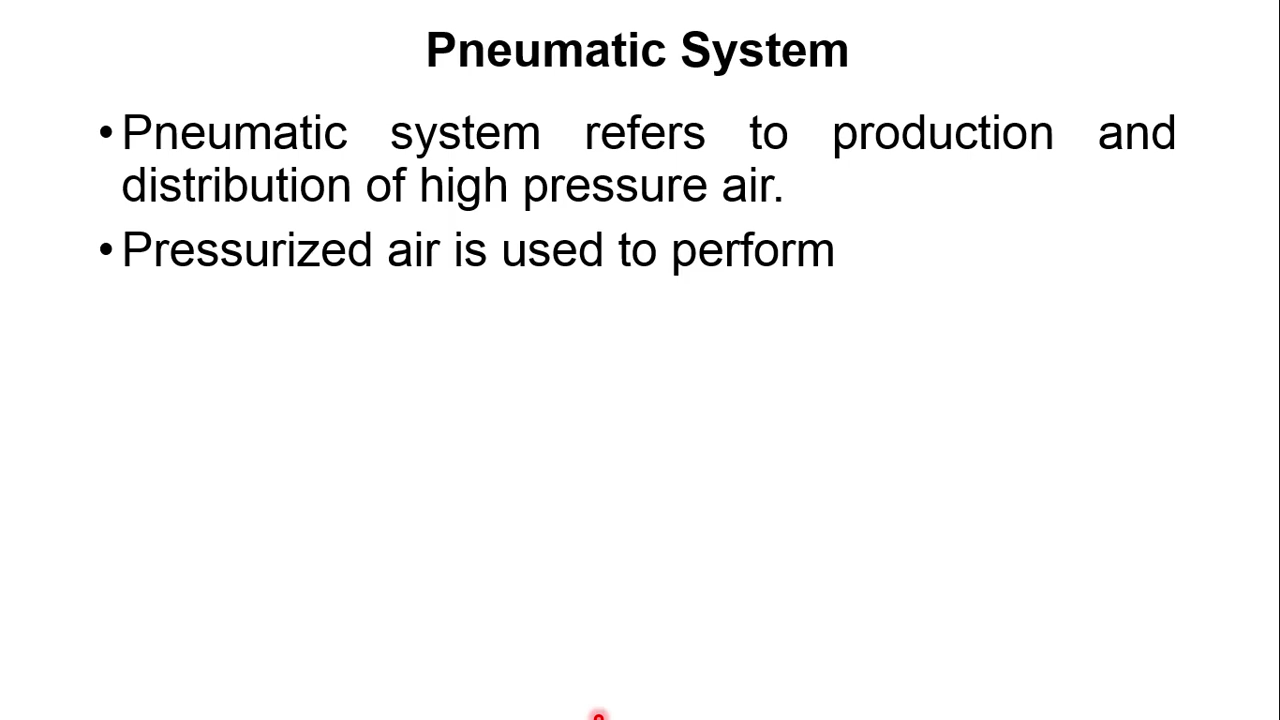 Pneumatic System
•Pneumatic system refers to production and
distribution of high pressure air.
•Pressurized air is used to perform